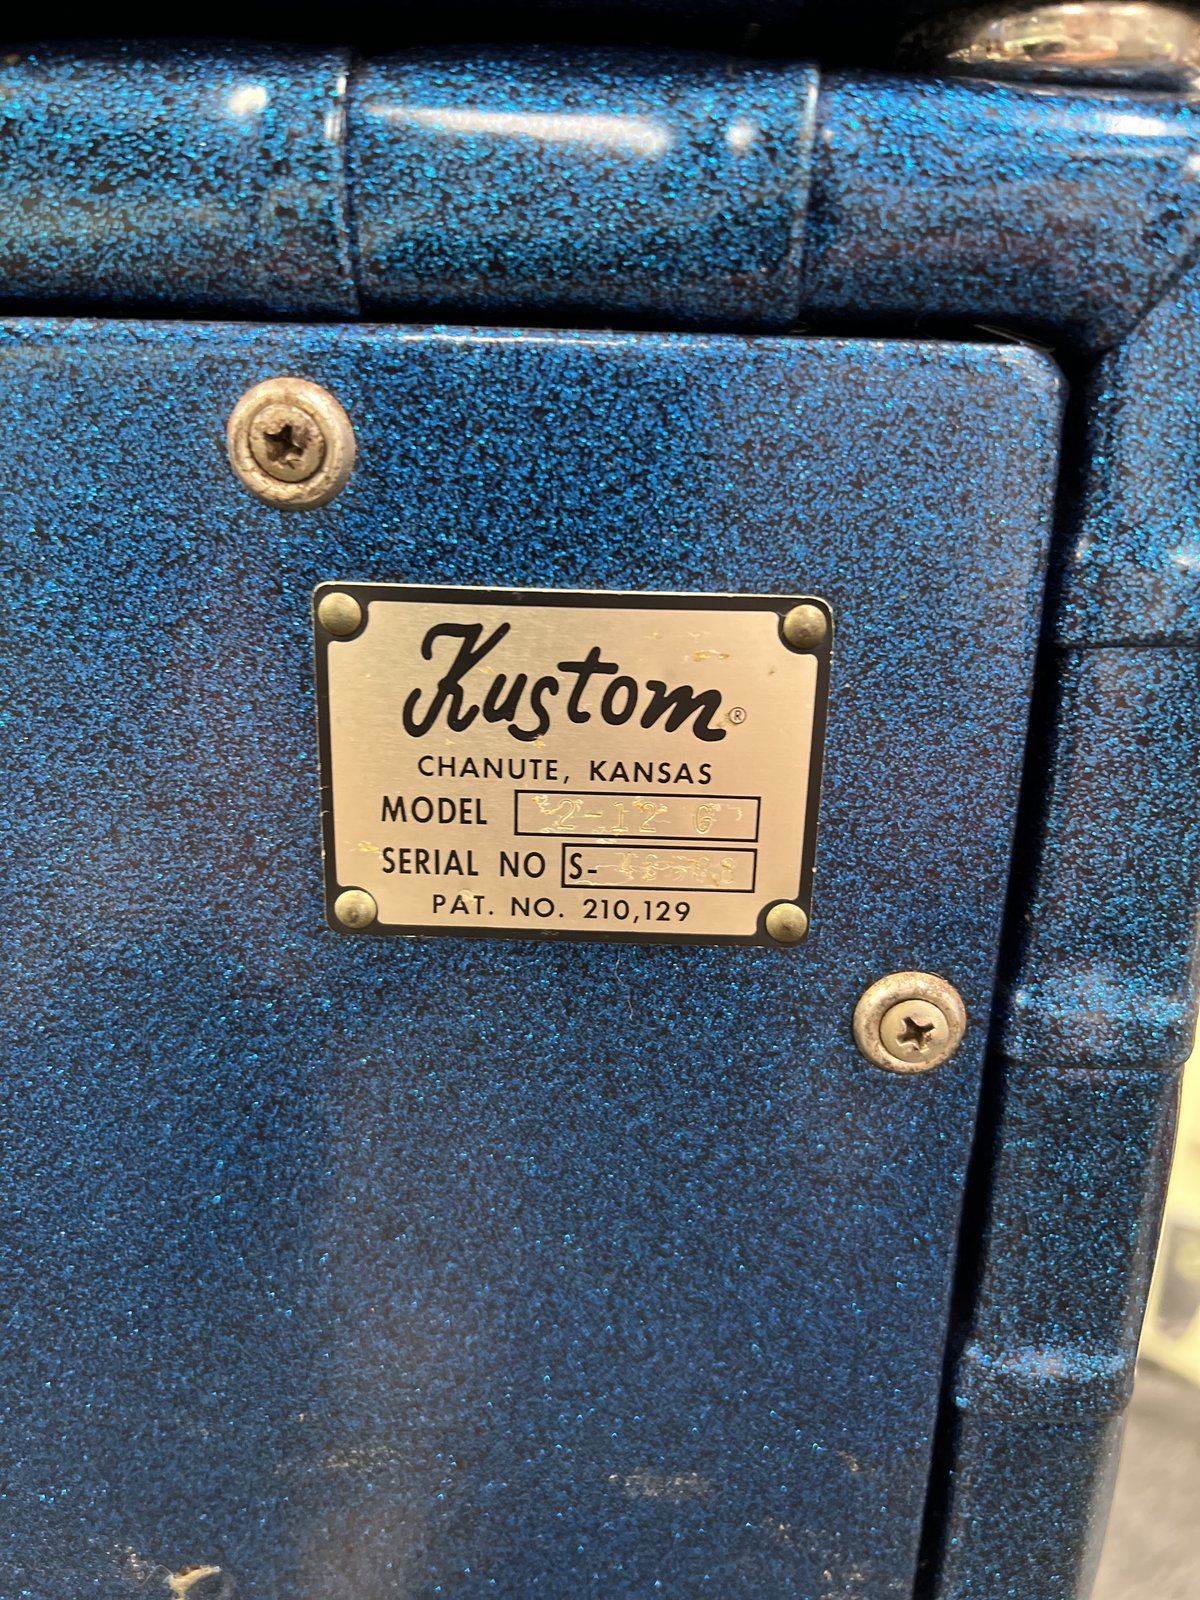 Kustom®
CHANUTE, KANSAS
MODEL 2-12 G
SERIAL NO S-
PAT. NO. 210,129